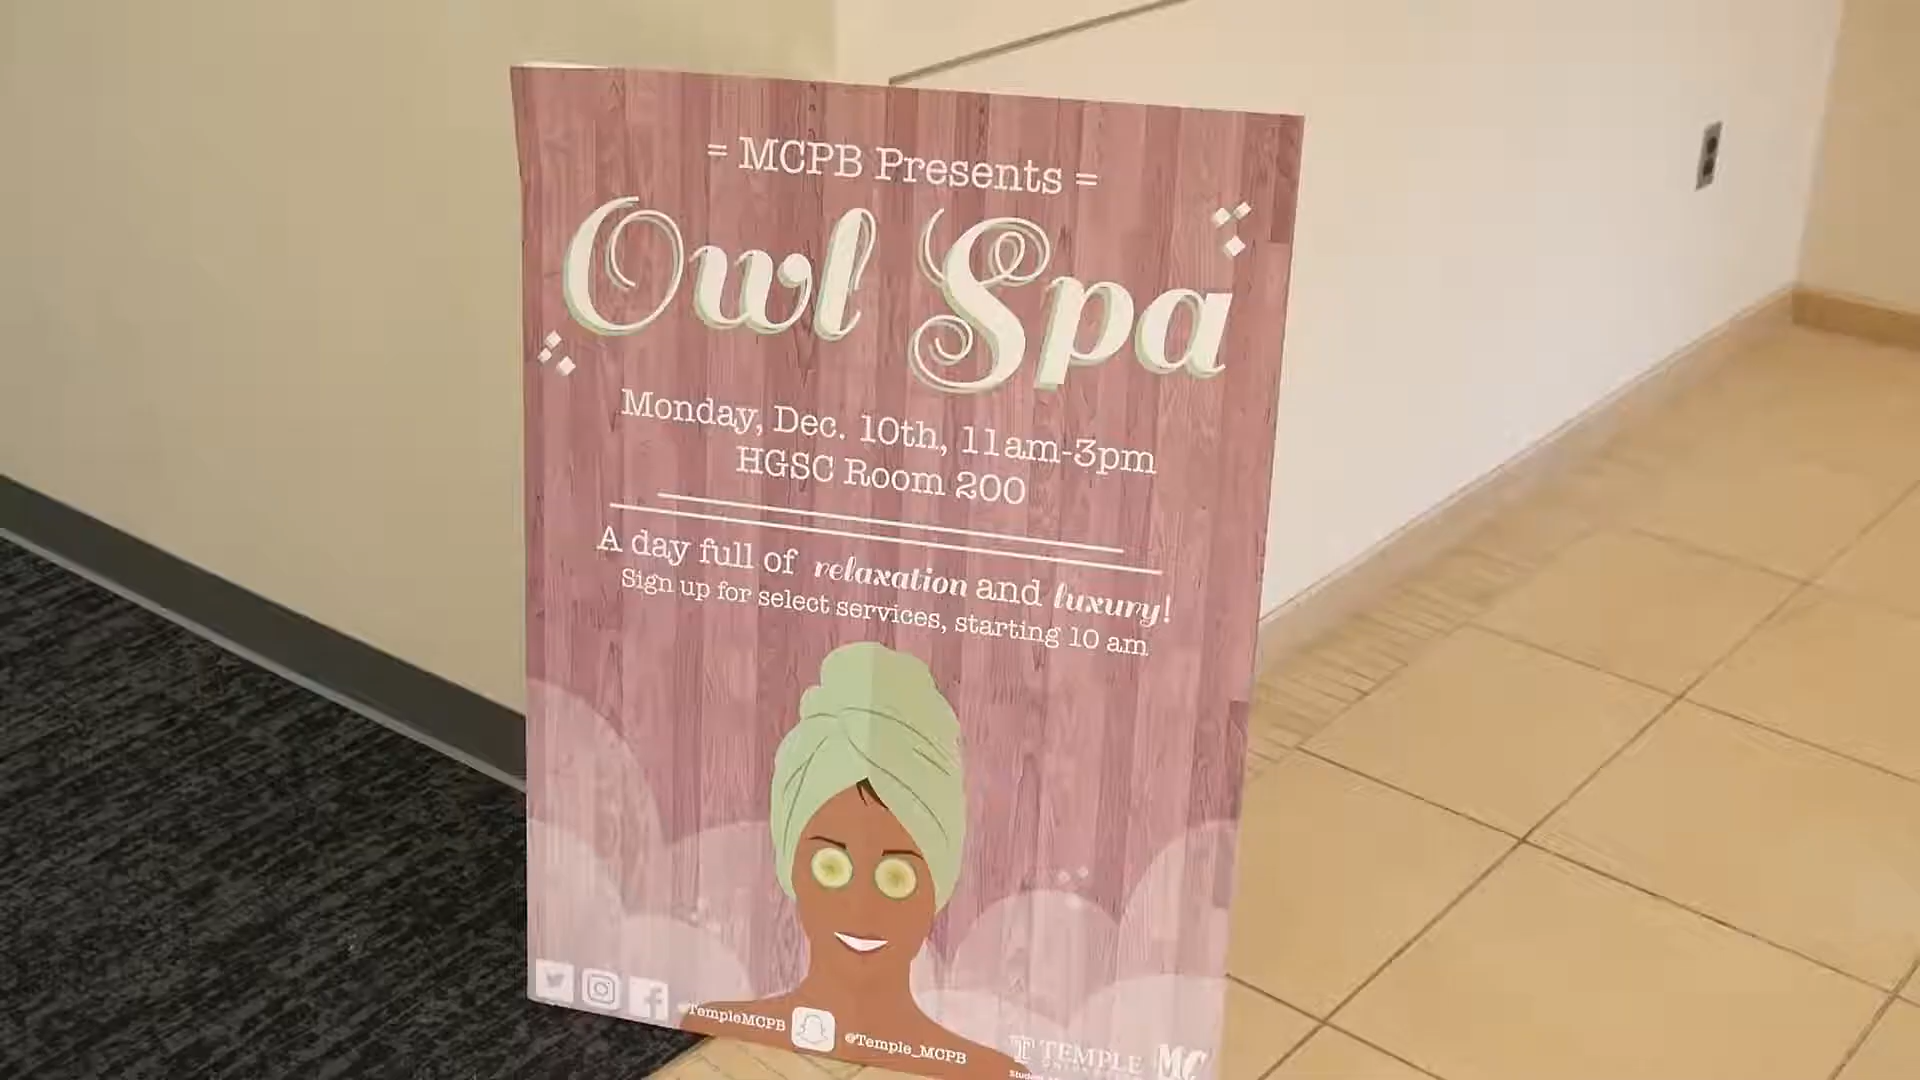 = MCPB Presents =
Owl Spa
Monday, Dec. 10th, 11am-3pm
HGSC Room 200
A day full of relaxation and luxury!
Sign up for select services, starting 10 am
@TempleMCPB
@Temple_MCPB
TEMPLE MC